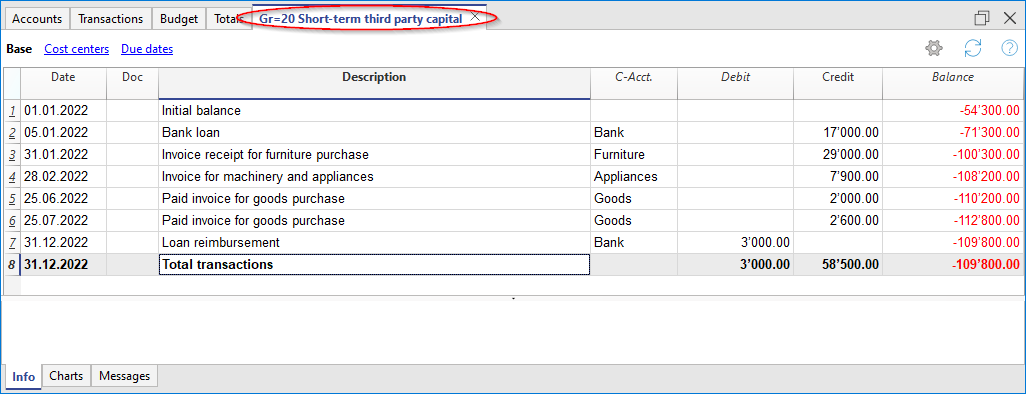 Accounts Transactions Budget Totals Gr=20 Short-term third party capital
Base Cost centers Due dates
Date Doc Description C-Acct. Debit Credit Balance
1 01.01.2022 Initial balance -54'300.00
2 05.01.2022 Bank loan Bank 17'000.00 -71'300.00
3 31.01.2022 Invoice receipt for furniture purchase Furniture 29'000.00 -100'300.00
4 28.02.2022 Invoice for machinery and appliances Appliances 7'900.00 -108'200.00
5 25.06.2022 Paid invoice for goods purchase Goods 2'000.00 -110'200.00
6 25.07.2022 Paid invoice for goods purchase Goods 2'600.00 -112'800.00
7 31.12.2022 Loan reimbursement Bank 3'000.00 -109'800.00
8 31.12.2022 Total transactions 3'000.00 58'500.00 -109'800.00
Info Charts Messages